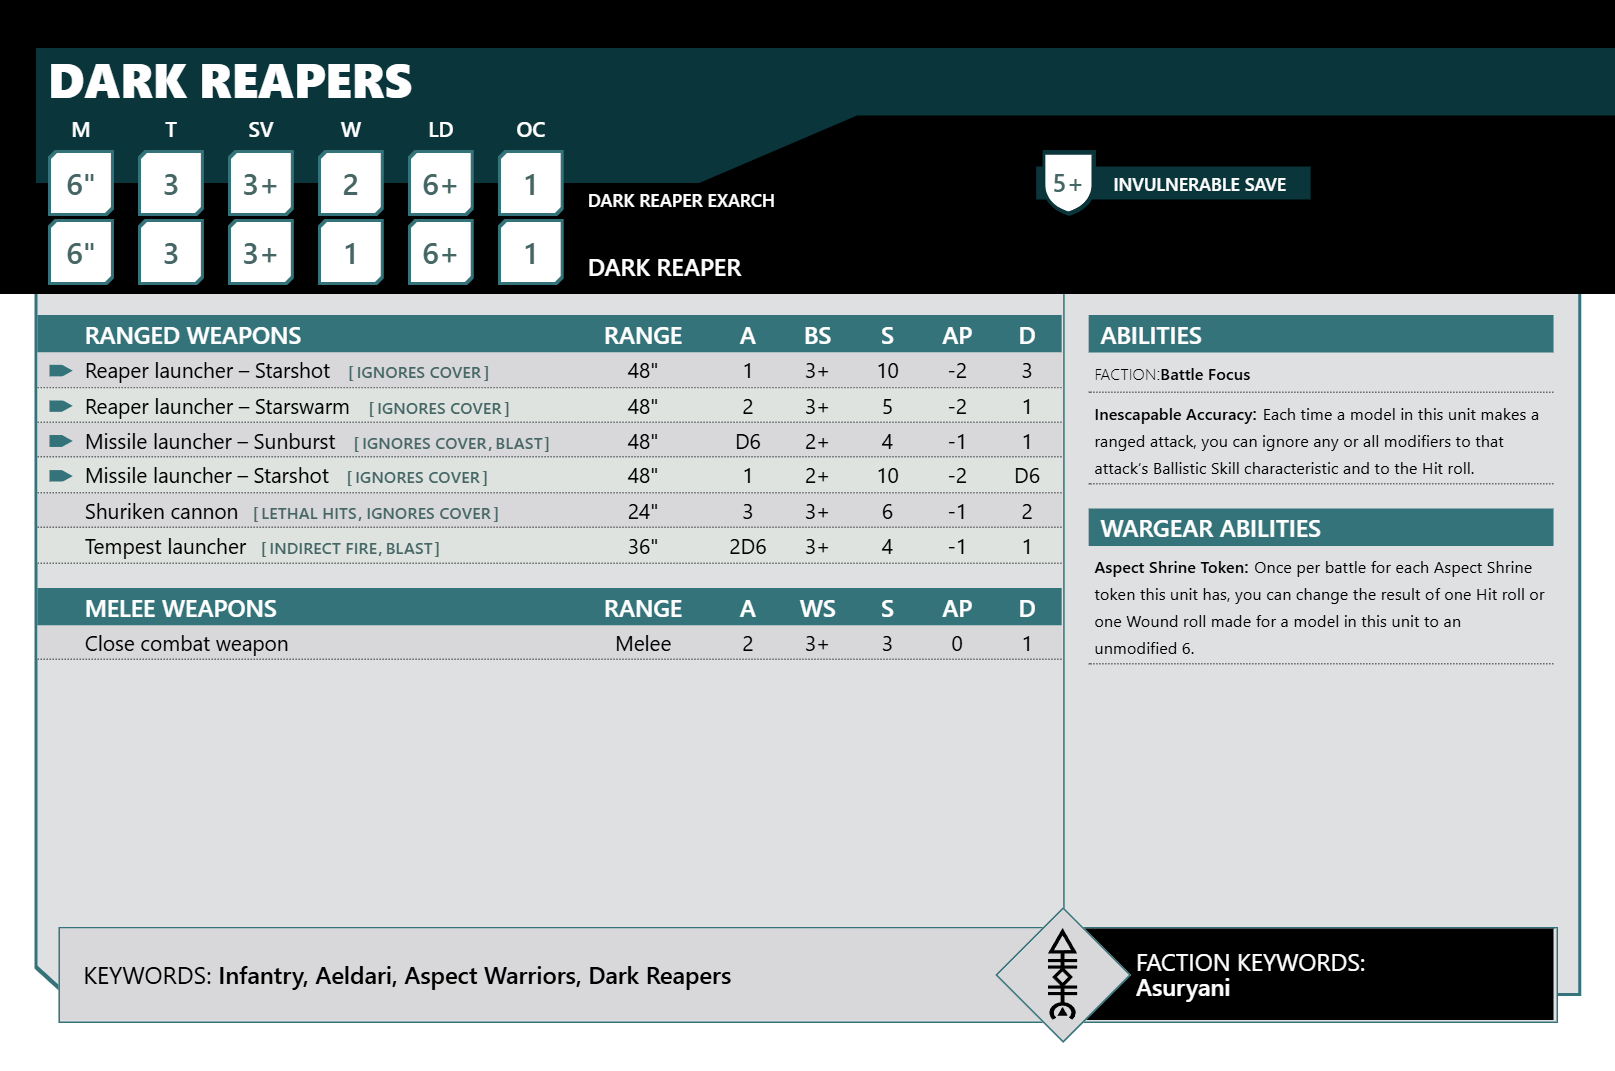 DARK REAPERS
M T SV W LD OC
6" 3 3+ 2 6+ 1 DARK REAPER EXARCH
5+ INVULNERABLE SAVE
6" 3 3+ 1 6+ 1 DARK REAPER
RANGED WEAPONS RANGE A BS S AP D
Reaper launcher – Starshot [IGNORES COVER] 48" 1 3+ 10 -2 3
Reaper launcher – Starswarm [IGNORES COVER] 48" 2 3+ 5 -2 1
Missile launcher – Sunburst [IGNORES COVER, BLAST] 48" D6 2+ 4 -1 1
Missile launcher – Starshot [IGNORES COVER] 48" 1 2+ 10 -2 D6
Shuriken cannon [LETHAL HITS, IGNORES COVER] 24" 3 3+ 6 -1 2
Tempest launcher [INDIRECT FIRE, BLAST] 36" 2D6 3+ 4 -1 1
MELEE WEAPONS RANGE A WS S AP D
Close combat weapon Melee 2 3+ 3 0 1
ABILITIES
FACTION:Battle Focus
Inescapable Accuracy: Each time a model in this unit makes a
ranged attack, you can ignore any or all modifiers to that
attack’s Ballistic Skill characteristic and to the Hit roll.
WARGEAR ABILITIES
Aspect Shrine Token: Once per battle for each Aspect Shrine
token this unit has, you can change the result of one Hit roll or
one Wound roll made for a model in this unit to an
unmodified 6.
KEYWORDS: Infantry, Aeldari, Aspect Warriors, Dark Reapers
FACTION KEYWORDS:
Asuryani